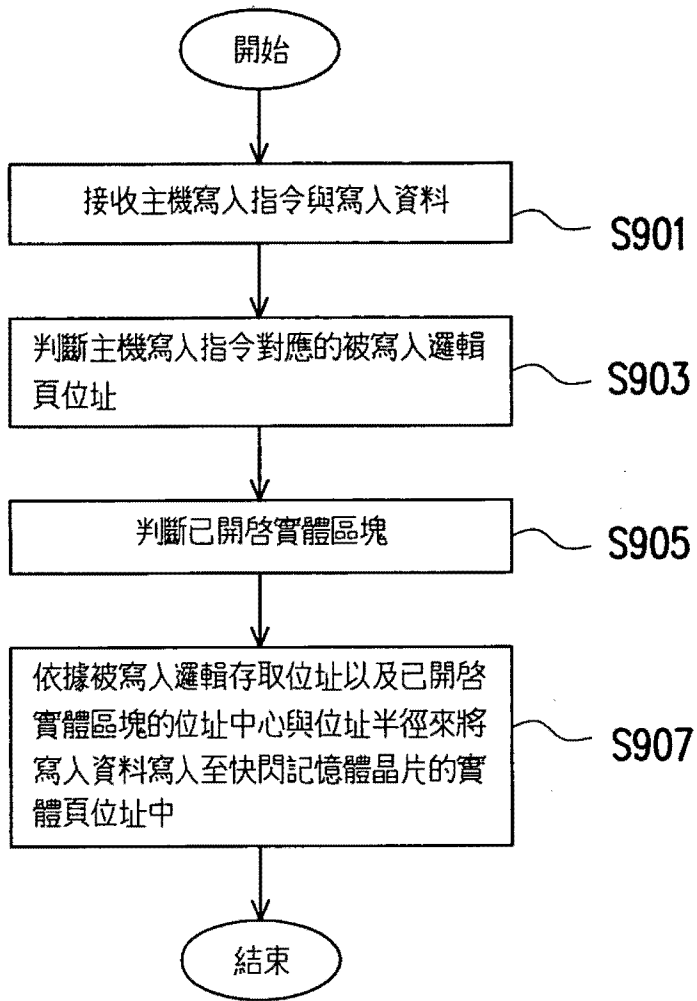 開始
接收主機寫入指令與寫入資料
S901
判斷主機寫入指令對應的被寫入邏輯
頁位址
S903
判斷已開啓實體區塊
S905
依據被寫入邏輯存取位址以及已開啓
實體區塊的位址中心與位址半徑來將
寫入資料寫入至快閃記憶體晶片的實
體頁位址中
S907
結束